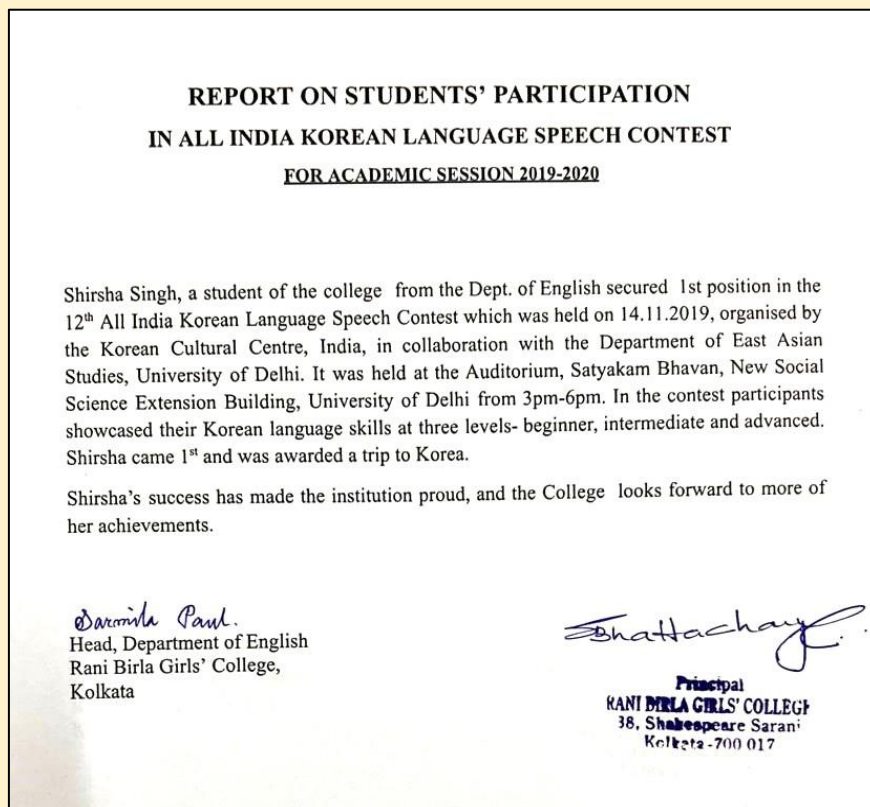 REPORT ON STUDENTS' PARTICIPATION
IN ALL INDIA KOREAN LANGUAGE SPEECH CONTEST
FOR ACADEMIC SESSION 2019-2020
Shirsha Singh, a student of the college from the Dept. of English secured 1st position in the
12th All India Korean Language Speech Contest which was held on 14.11.2019, organised by
the Korean Cultural Centre, India, in collaboration with the Department of East Asian
Studies, University of Delhi. It was held at the Auditorium, Satyakam Bhavan, New Social
Science Extension Building, University of Delhi from 3pm-6pm. In the contest participants
showcased their Korean language skills at three levels- beginner, intermediate and advanced.
Shirsha came 1st and was awarded a trip to Korea.
Shirsha's success has made the institution proud, and the College looks forward to more of
her achievements.
Sarmila Paul.
Head, Department of English
Rani Birla Girls' College,
Kolkata
Principal
RANI BIRLA GIRLS' COLLEGE
38, Shakespeare Sarani
Kolkata-700 017